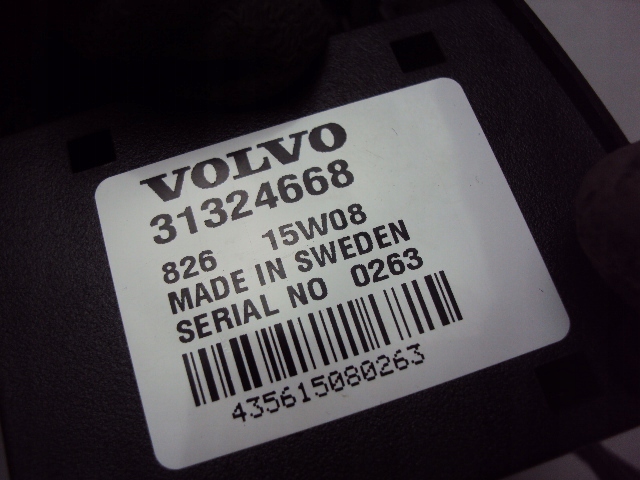 VOLVO
31324668
826 15W08
MADE IN SWEDEN
SERIAL NO 0263
435615080263